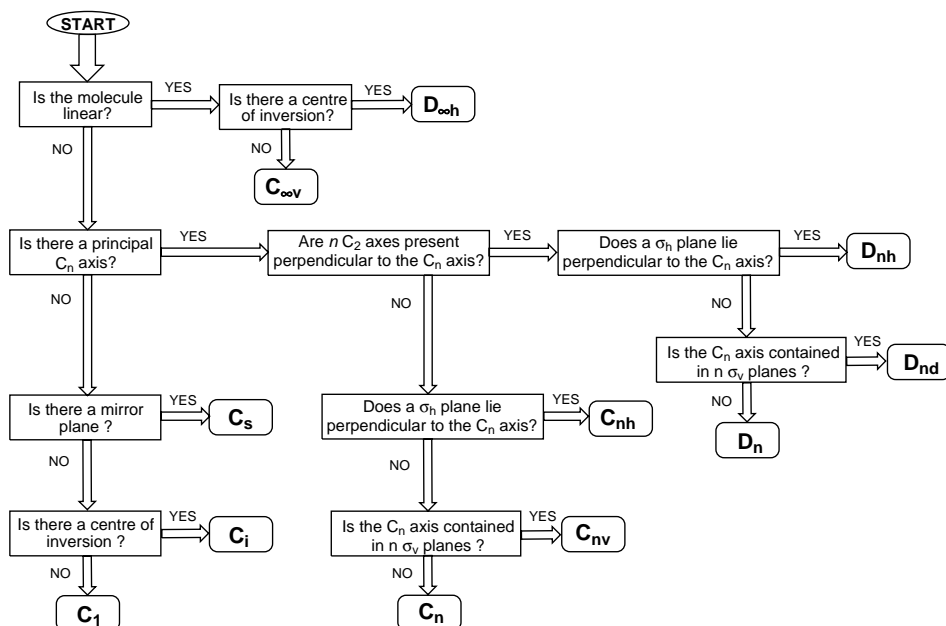 START
Is the molecule
linear?
YES
Is there a centre
of inversion?
YES
D∞h
NO
NO
C∞v
Is there a principal
Cn axis?
YES
Are n C2 axes present
perpendicular to the Cn axis?
YES
Does a σh plane lie
perpendicular to the Cn axis?
YES
Dnh
NO
NO
NO
Is the Cn axis contained
in n σv planes ?
YES
Dnd
NO
Dn
Is there a mirror
plane ?
YES
Cs
Does a σh plane lie
perpendicular to the Cn axis?
YES
Cnh
NO
NO
Is there a centre of
inversion ?
YES
Ci
Is the Cn axis contained
in n σv planes ?
YES
Cnv
NO
NO
C1
Cn